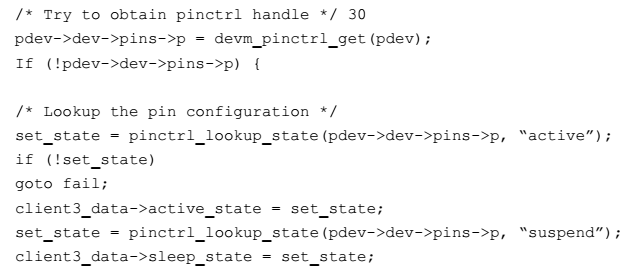 /* Try to obtain pinctrl handle */ 30
pdev->dev->pins->p = devm_pinctrl_get(pdev);
If (!pdev->dev->pins->p) {
/* Lookup the pin configuration */
set_state = pinctrl_lookup_state(pdev->dev->pins->p, “active”);
if (!set_state)
goto fail;
client3_data->active_state = set_state;
set_state = pinctrl_lookup_state(pdev->dev->pins->p, “suspend”);
client3_data->sleep_state = set_state;